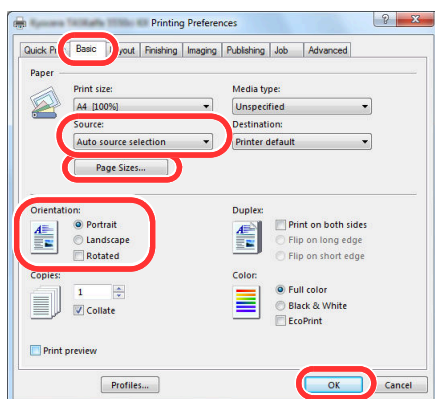 Printing Preferences
Quick P Basic yout Finishing Imaging Publishing Job Advanced
Paper
Print size:
A4 [100%]
Source:
Auto source selection
Page Sizes...
Media type:
Unspecified
Destination:
Printer default
Orientation:
Portrait
Landscape
Rotated
Duplex:
Print on both sides
Flip on long edge
Flip on short edge
Copies:
1
Collate
Color:
Full color
Black & White
EcoPrint
Print preview
Profiles... OK Cancel